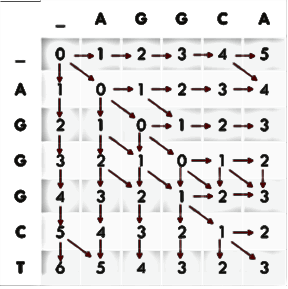 _ A G G C A
_ 0 1 2 3 4 5
A 1 0 1 2 3 4
G 2 1 0 1 2 3
G 3 2 1 0 1 2
G 4 3 2 1 2 3
C 5 4 3 2 1 2
T 6 5 4 3 2 3